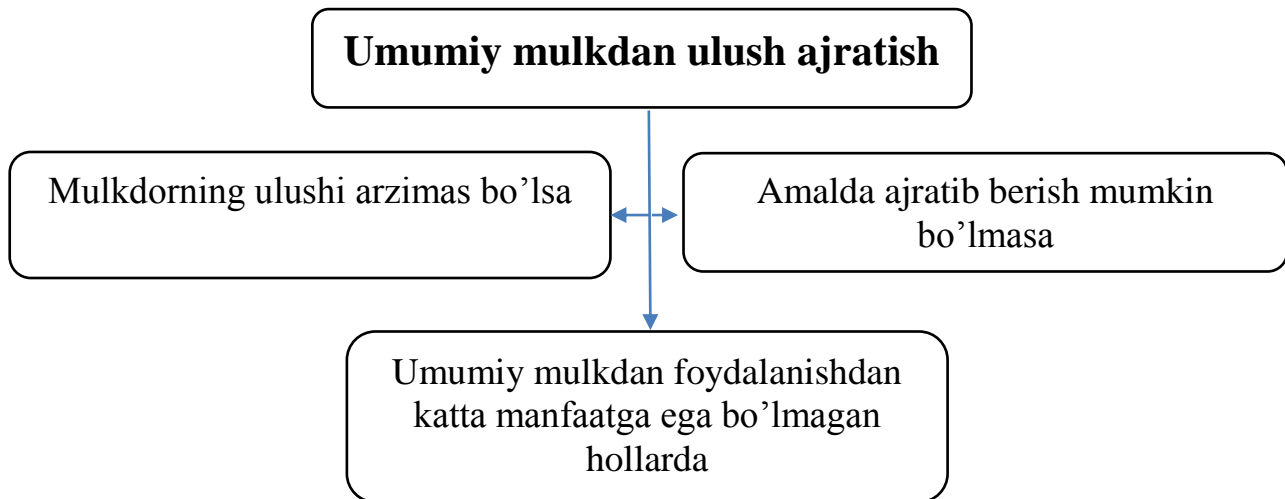 Umumiy mulkdan ulush ajratish
Mulkdorning ulushi arzimas bo’lsa
Amalda ajratib berish mumkin
bo’lmasa
Umumiy mulkdan foydalanishdan
katta manfaatga ega bo’lmagan
hollarda